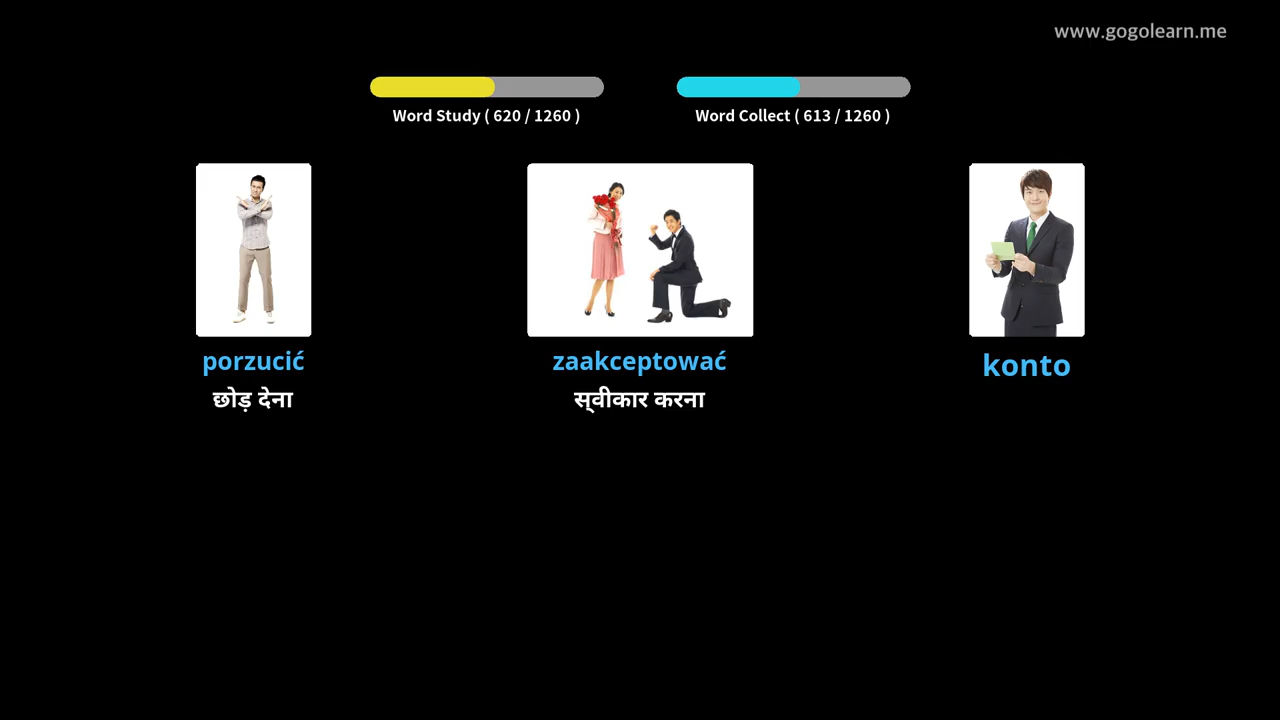 www.gogolearn.me
Word Study ( 620 / 1260 )
Word Collect ( 613 / 1260 )
porzucić
zaakceptować
konto
छोड़ देना
स्वीकार करना